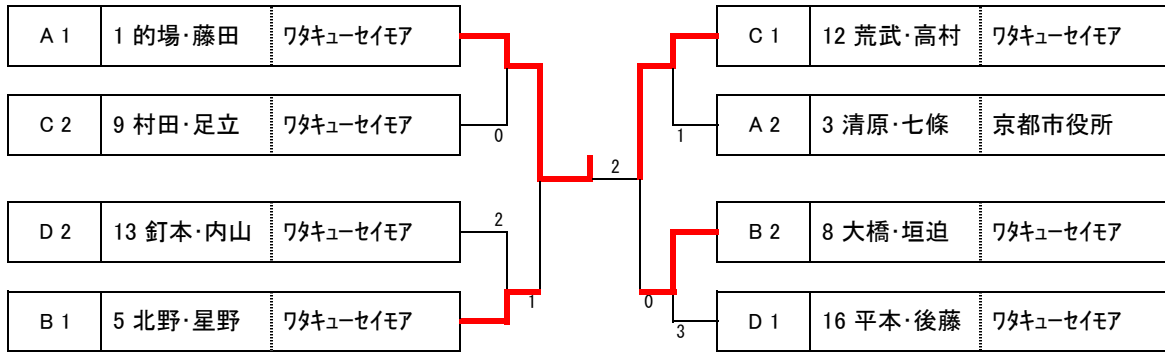 A 1 1 的場・藤田 ﾜﾀｷｭｰｾｲﾓｱ
C 1 12 荒武・高村 ﾜﾀｷｭｰｾｲﾓｱ
C 2 9 村田・足立 ﾜﾀｷｭｰｾｲﾓｱ
0
1
A 2 3 清原・七條 京都市役所
2
D 2 13 釘本・内山 ﾜﾀｷｭｰｾｲﾓｱ
2
B 2 8 大橋・垣迫 ﾜﾀｷｭｰｾｲﾓｱ
B 1 5 北野・星野 ﾜﾀｷｭｰｾｲﾓｱ
1
0
3
D 1 16 平本・後藤 ﾜﾀｷｭｰｾｲﾓｱ